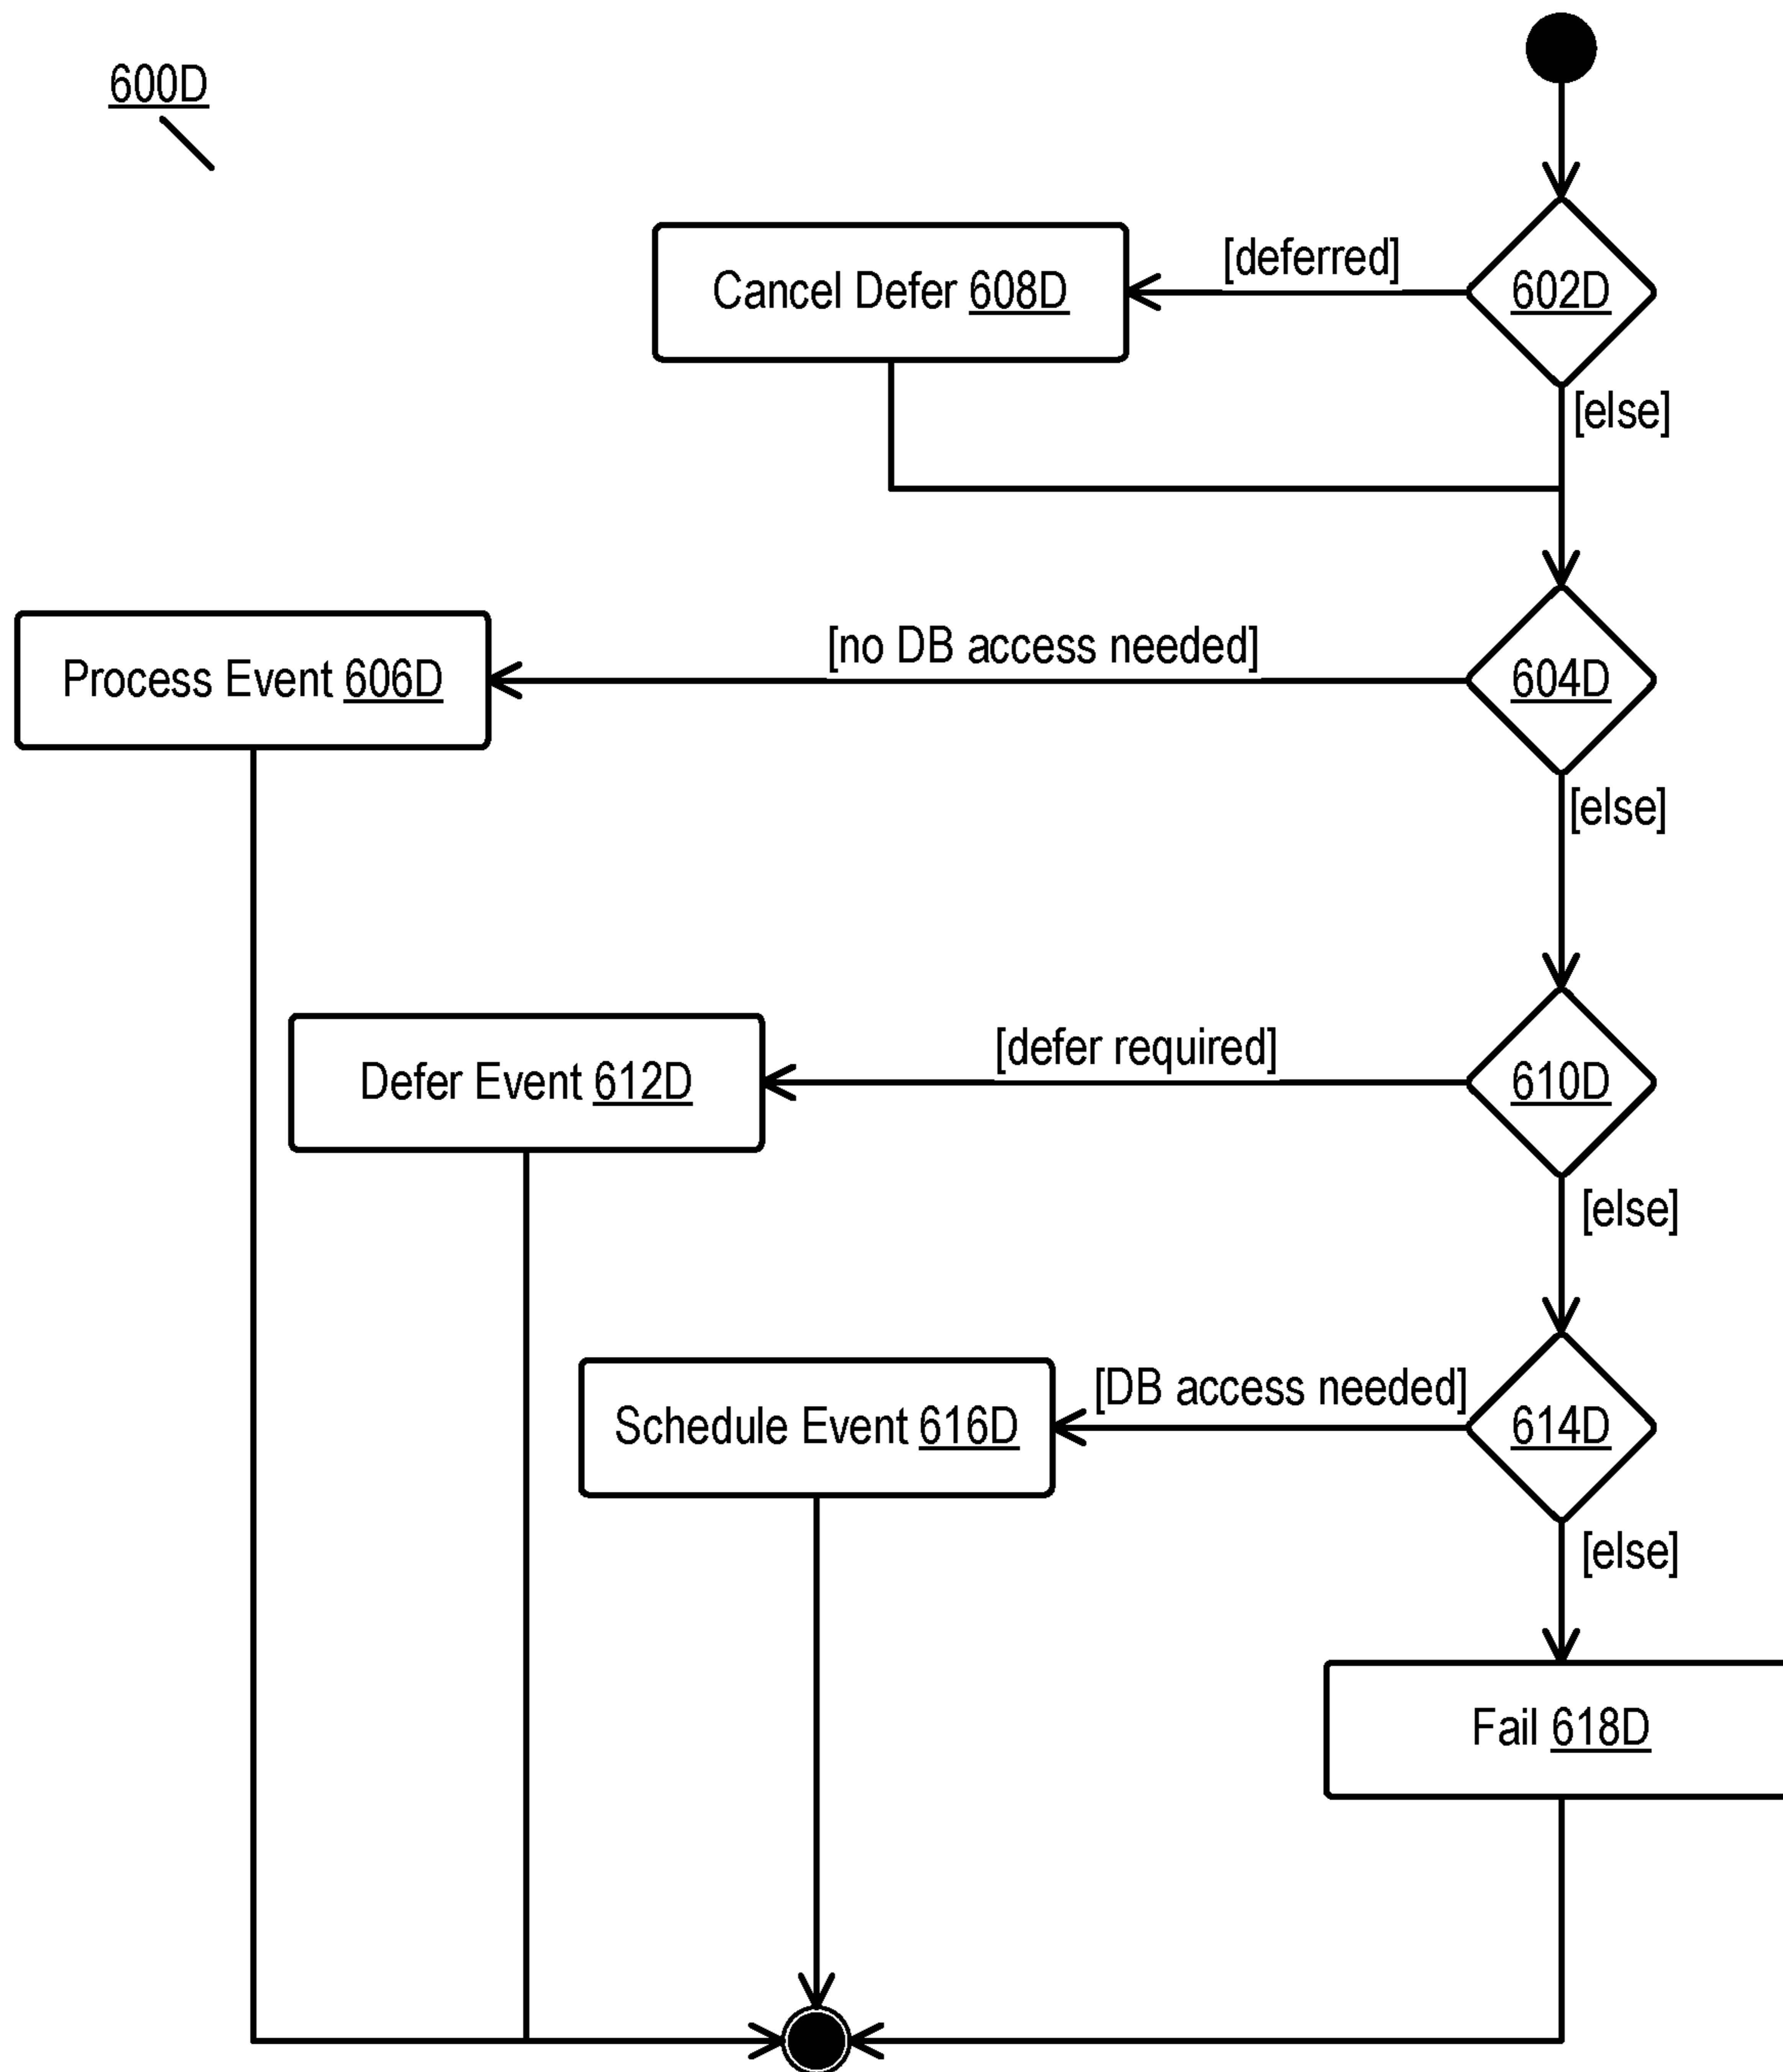 600D
[deferred]
Cancel Defer 608D
602D
[else]
[no DB access needed]
Process Event 606D
604D
[else]
[defer required]
Defer Event 612D
610D
[else]
[DB access needed]
Schedule Event 616D
614D
[else]
Fail 618D